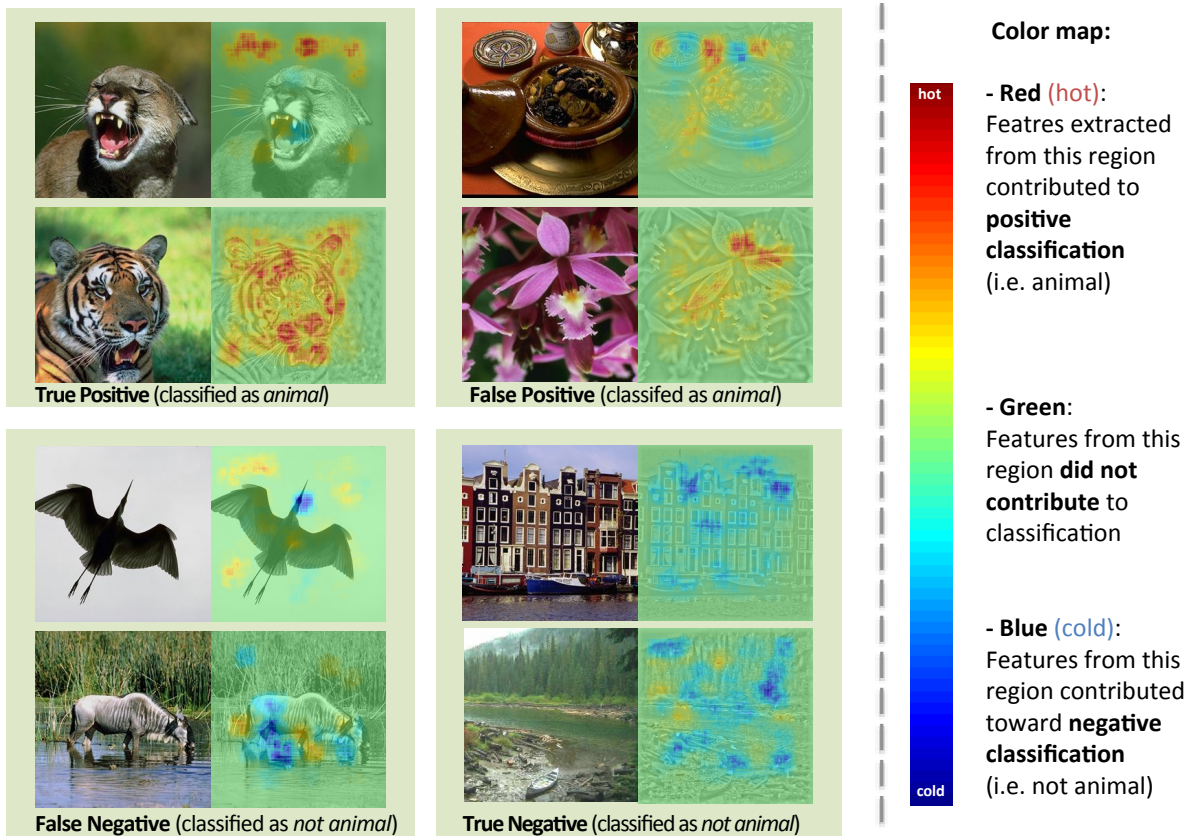 True Positive (classified as animal)
False Positive (classifed as animal)
False Negative (classified as not animal)
True Negative (classified as not animal)
Color map:
hot
cold
- Red (hot):
Featres extracted
from this region
contributed to
positive
classification
(i.e. animal)
- Green:
Features from this
region did not
contribute to
classification
- Blue (cold):
Features from this
region contributed
toward negative
classification
(i.e. not animal)